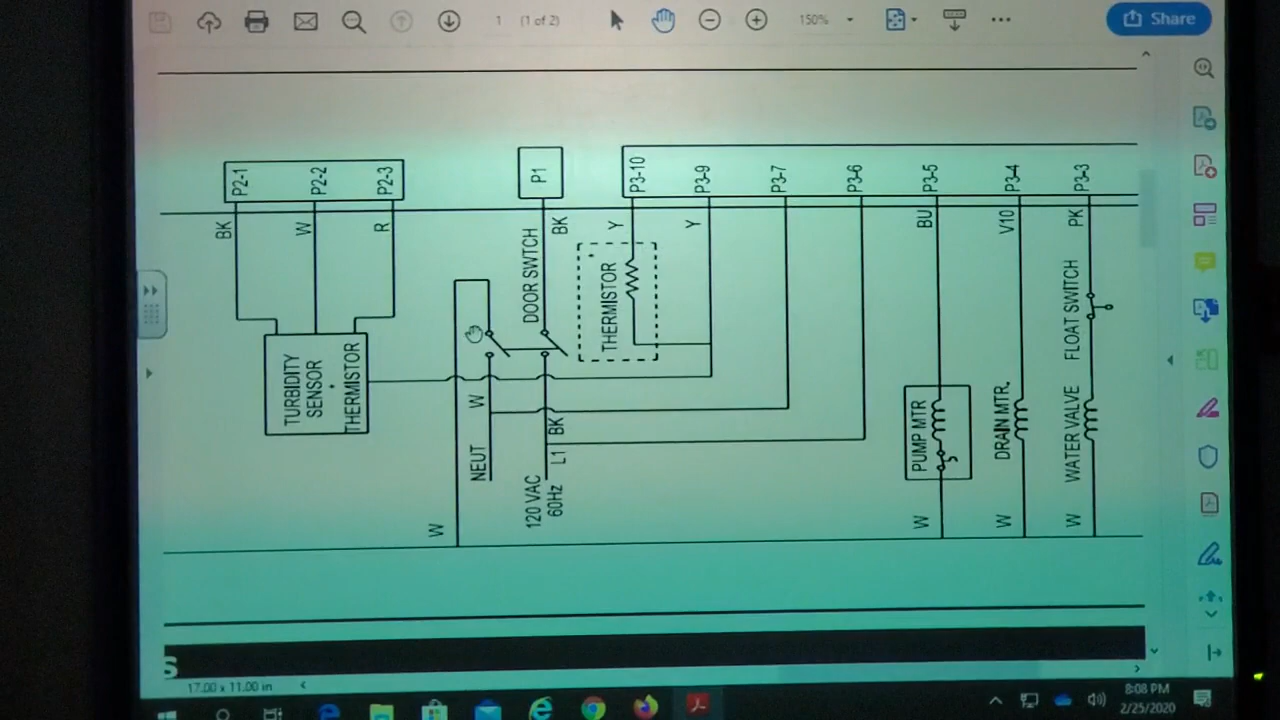 1
(1 of 2)
150%
Share
P2-1
P2-2
P2-3
P1
P3-10
P3-9
P3-7
P3-6
P3-5
P3-4
P3-3
BK
W
R
BK
Y
Y
BU
V10
PK
DOOR SWTCH
THERMISTOR
FLOAT SWITCH
TURBIDITY
SENSOR
+
THERMISTOR
W
BK
NEUT
L1
120 VAC
60Hz
PUMP MTR
S
DRAIN MTR.
WATER VALVE
W
W
W
W
S
17.00 x 11.00 in
8:08 PM
2/25/2020